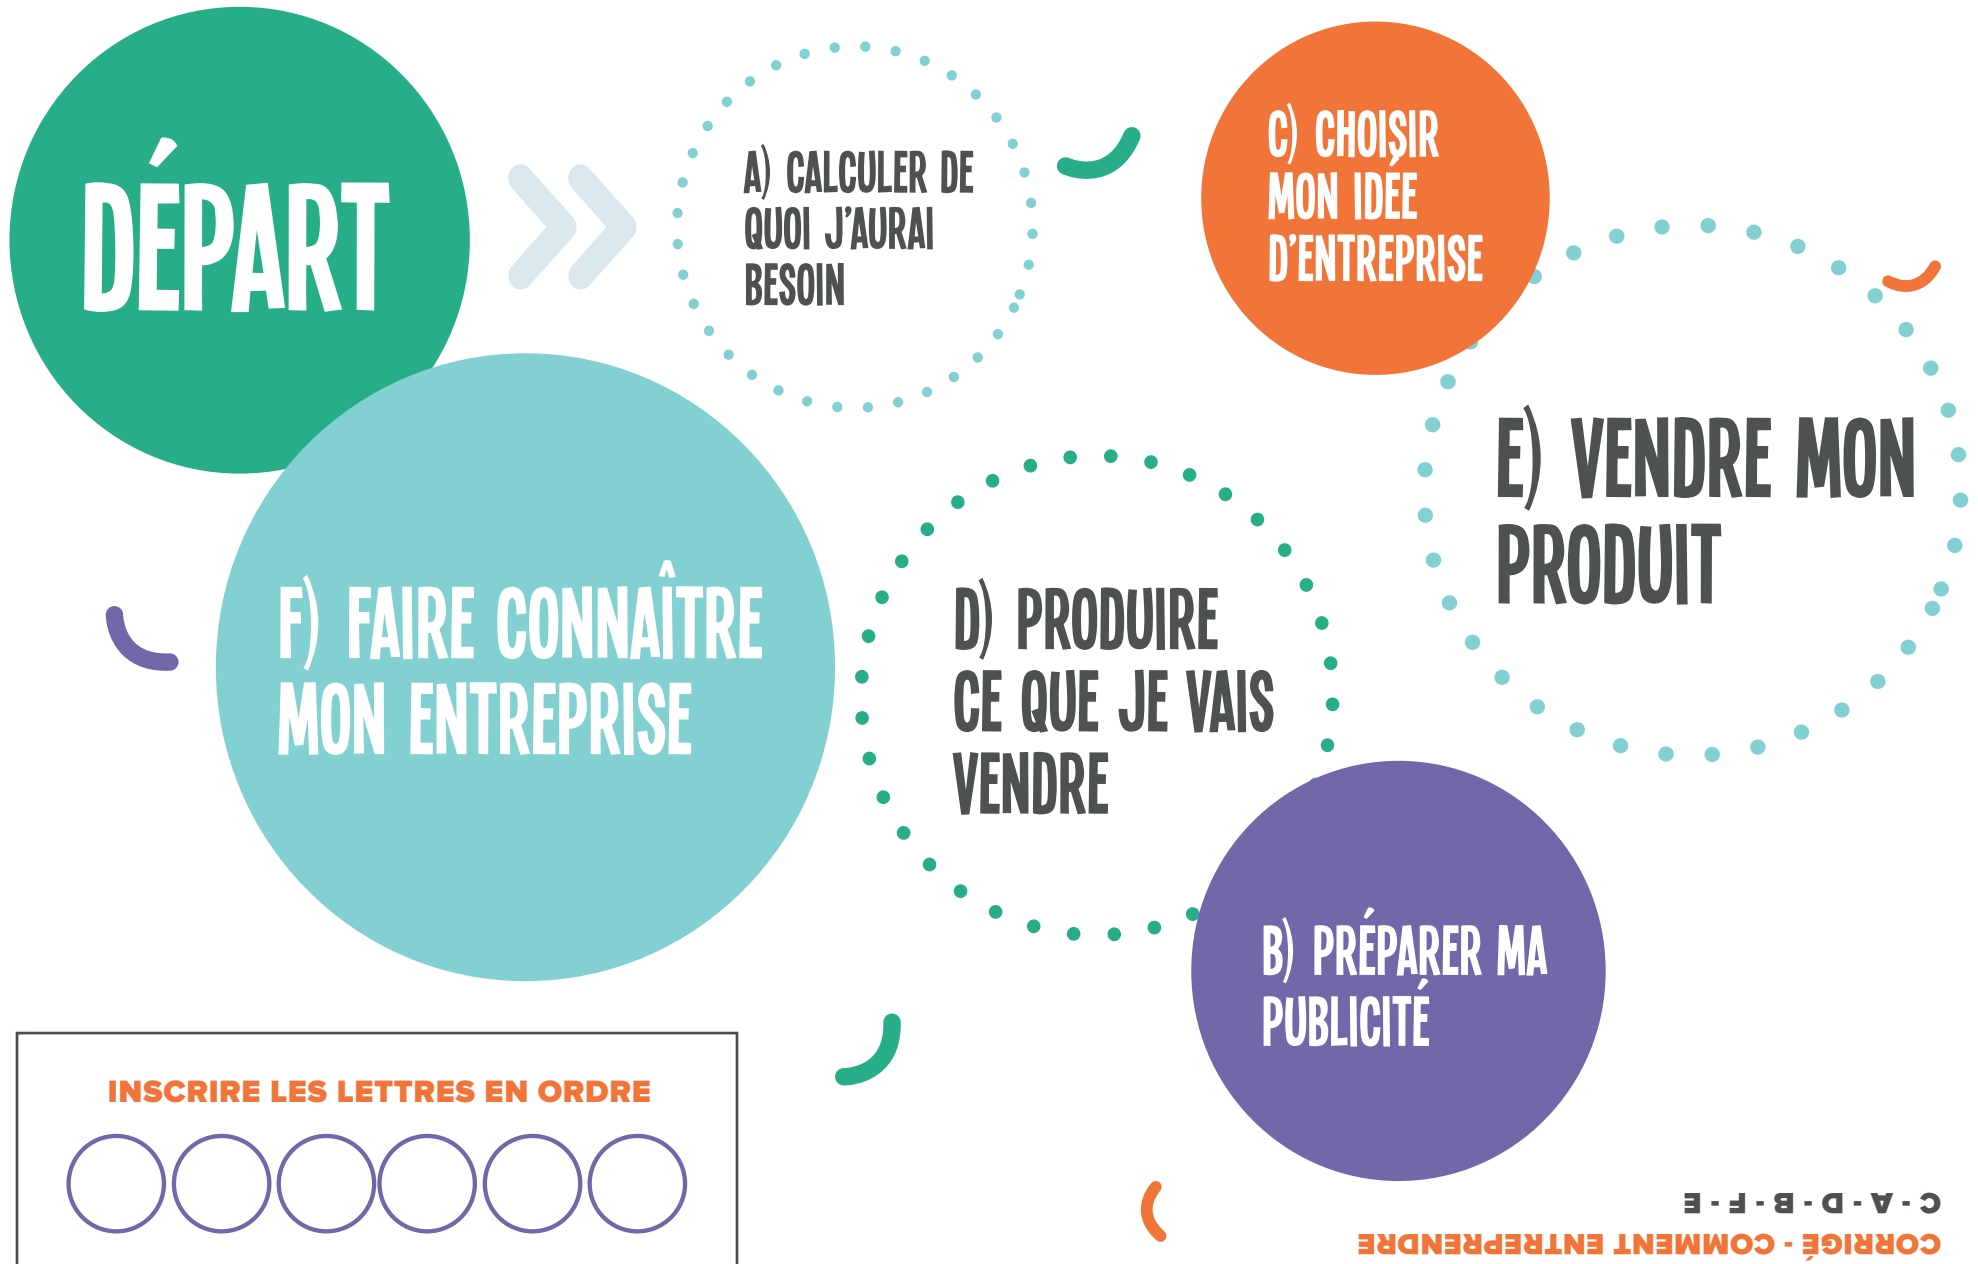 DÉPART
A) CALCULER DE
QUOI J'AURAI
BESOIN
C) CHOISIR
MON IDÉE
D'ENTREPRISE
E) VENDRE MON
PRODUIT
F) FAIRE CONNAÎTRE
MON ENTREPRISE
D) PRODUIRE
CE QUE JE VAIS
VENDRE
B) PRÉPARER MA
PUBLICITÉ
INSCRIRE LES LETTRES EN ORDRE
CORRIGÉ - COMMENT ENTREPRENDRE
C - A - D - B - F - E